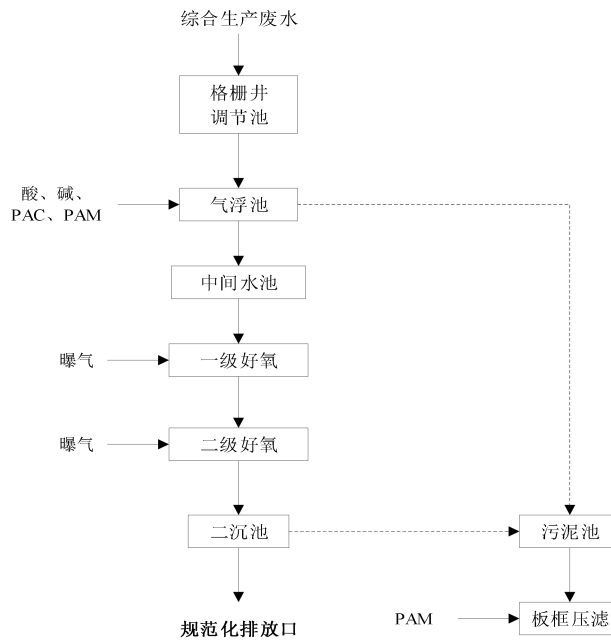 综合生产废水
格栅井
调节池
酸、碱、
PAC、PAM
气浮池
中间水池
曝气
一级好氧
曝气
二级好氧
二沉池
污泥池
规范化排放口
PAM
板框压滤